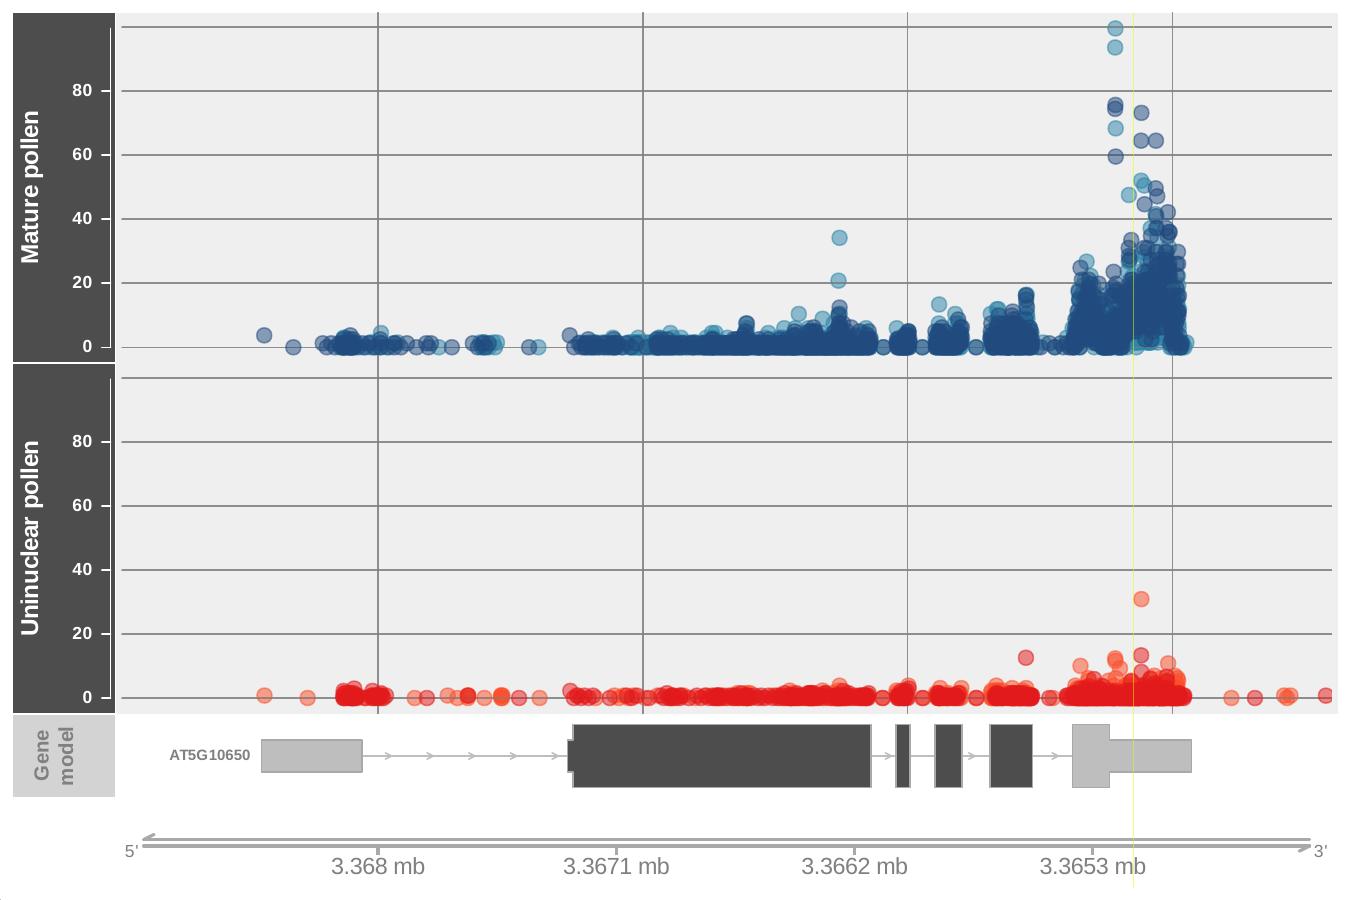 Mature pollen
80
60
40
20
0
Uninuclear pollen
80
60
40
20
0
Gene
model
AT5G10650
5'
3'
3.368 mb
3.3671 mb
3.3662 mb
3.3653 mb